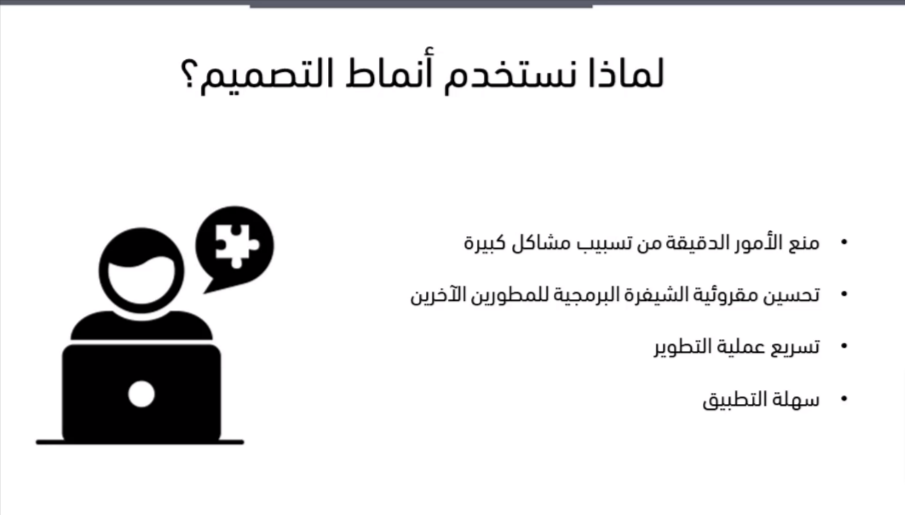 لماذا نستخدم أنماط التصميم؟
• منع الأمور الدقيقة من تسبيب مشاكل كبيرة
• تحسين مقروئية الشيفرة البرمجية للمطورين الآخرين
• تسريع عملية التطوير
• سهلة التطبيق